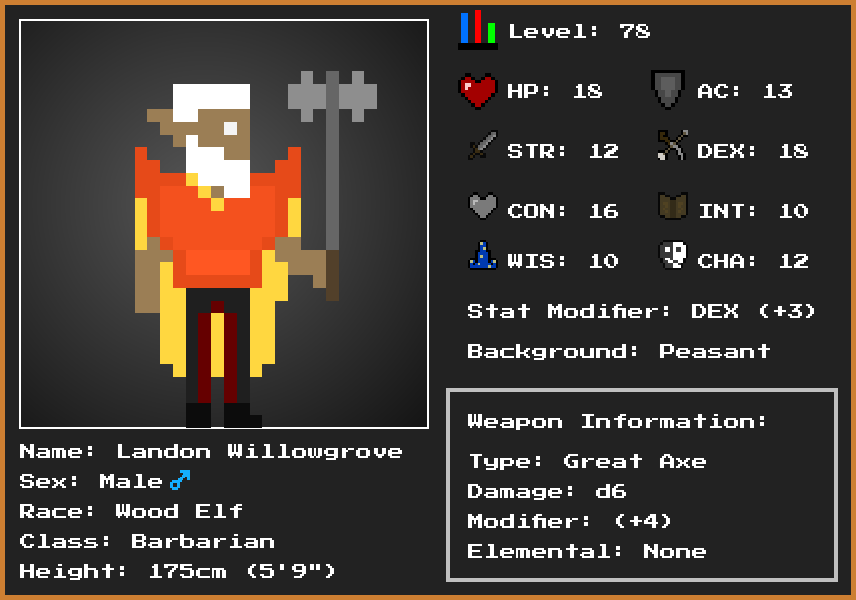 Level: 78
HP: 18 AC: 13
STR: 12 DEX: 18
CON: 16 INT: 10
WIS: 10 CHA: 12
Stat Modifier: DEX (+3)
Background: Peasant
Weapon Information:
Type: Great Axe
Damage: d6
Modifier: (+4)
Elemental: None
Name: Landon Willowgrove
Sex: Male♂
Race: Wood Elf
Class: Barbarian
Height: 175cm (5'9")